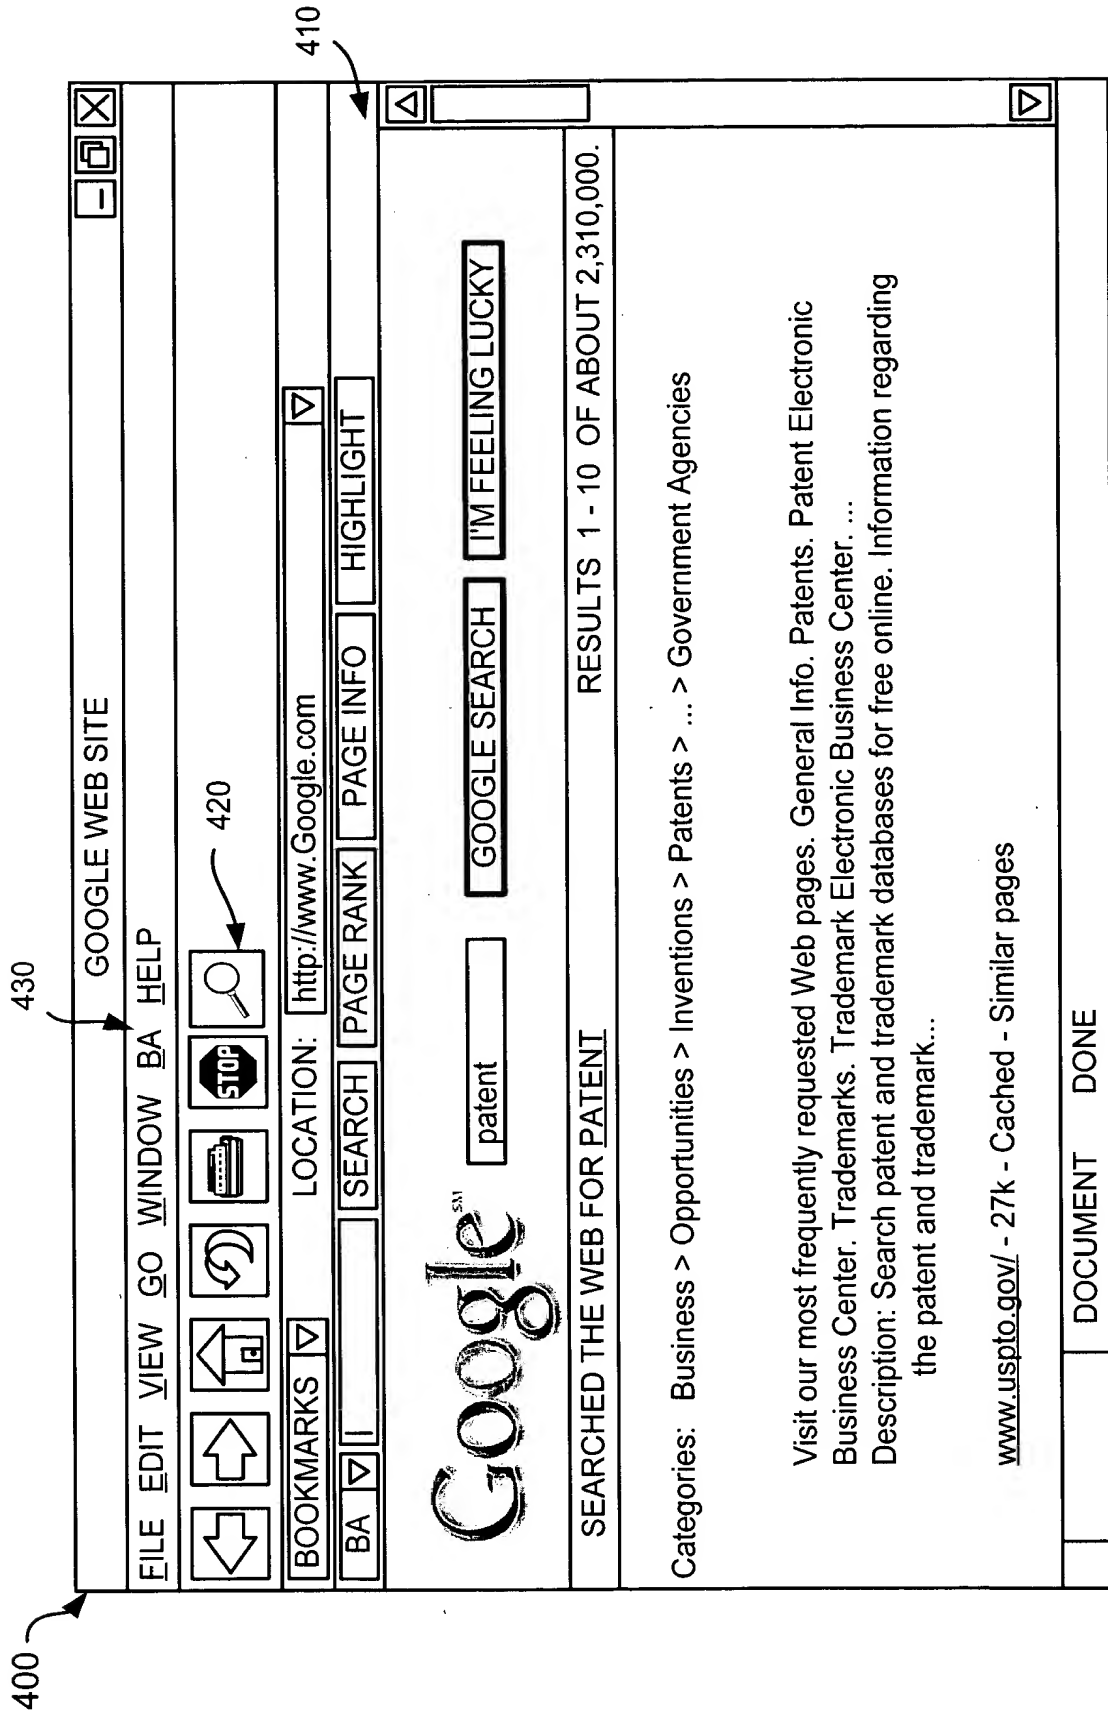 400
430
GOOGLE WEB SITE
FILE EDIT VIEW GO WINDOW BA HELP
STOP
420
BOOKMARKS LOCATION: http://www.Google.com
410
BA SEARCH PAGE RANK PAGE INFO HIGHLIGHT
Google SM patent GOOGLE SEARCH I'M FEELING LUCKY
SEARCHED THE WEB FOR PATENT RESULTS 1 - 10 OF ABOUT 2,310,000.
Categories: Business > Opportunities > Inventions > Patents > ... > Government Agencies
Visit our most frequently requested Web pages. General Info. Patents. Patent Electronic
Business Center. Trademarks. Trademark Electronic Business Center. ...
Description: Search patent and trademark databases for free online. Information regarding
the patent and trademark...
www.uspto.gov/ - 27k - Cached - Similar pages
DOCUMENT DONE